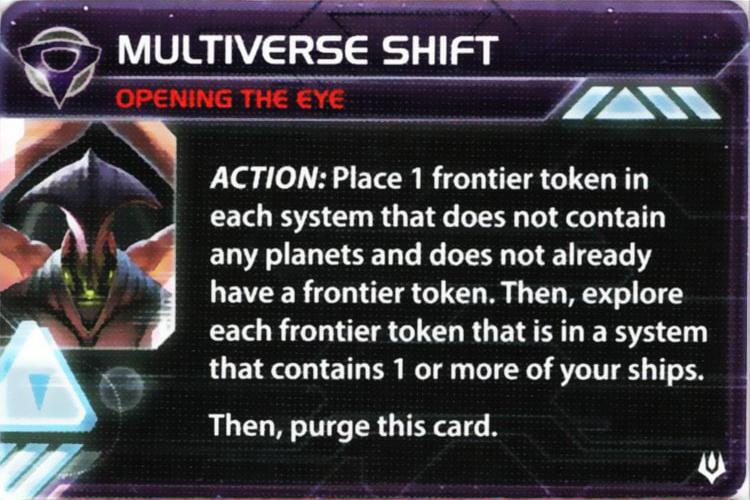 MULTIVERSE SHIFT
OPENING THE EYE
ACTION: Place 1 frontier token in
each system that does not contain
any planets and does not already
have a frontier token. Then, explore
each frontier token that is in a system
that contains 1 or more of your ships.
Then, purge this card.